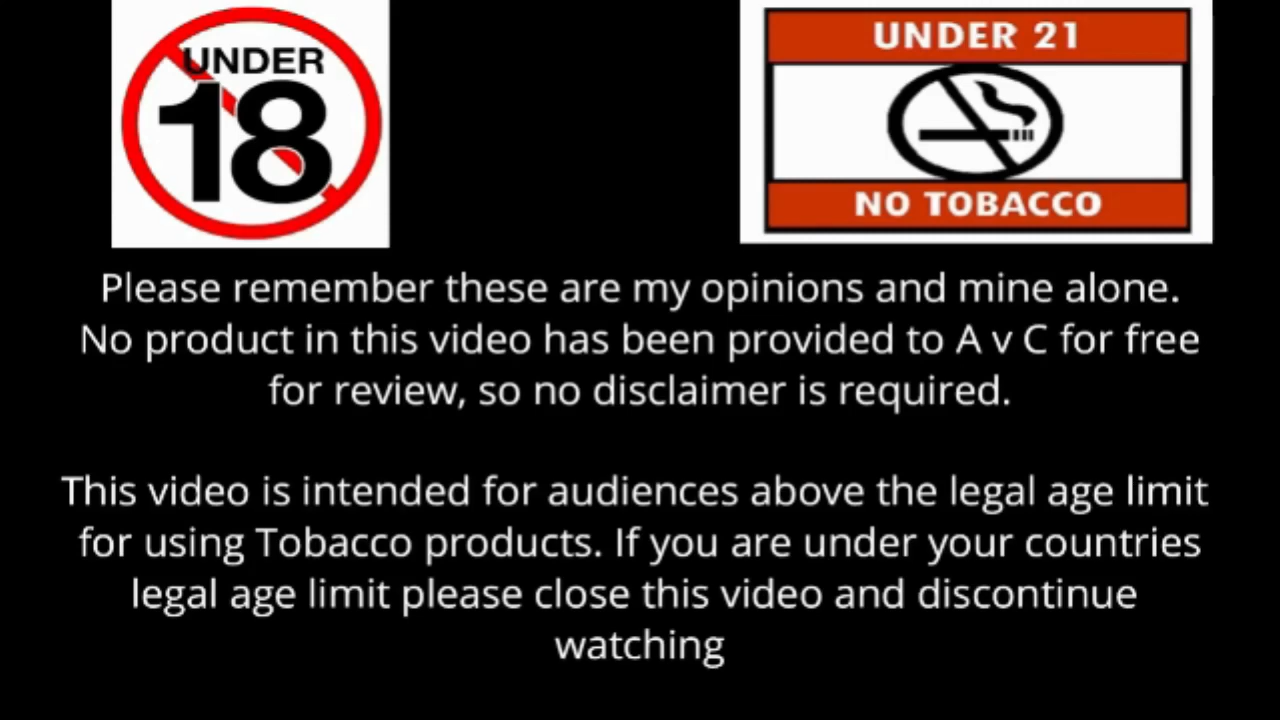 UNDER
18
UNDER 21
NO TOBACCO
Please remember these are my opinions and mine alone.
No product in this video has been provided to A v C for free
for review, so no disclaimer is required.
This video is intended for audiences above the legal age limit
for using Tobacco products. If you are under your countries
legal age limit please close this video and discontinue
watching